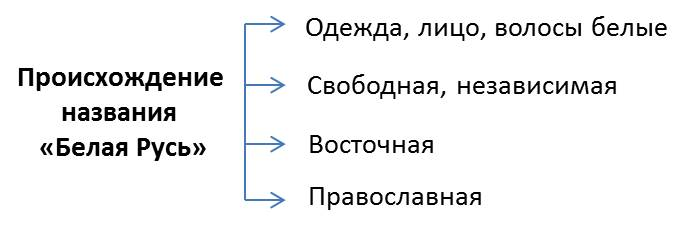 Происхождение
названия
«Белая Русь»
Одежда, лицо, волосы белые
Свободная, независимая
Восточная
Православная